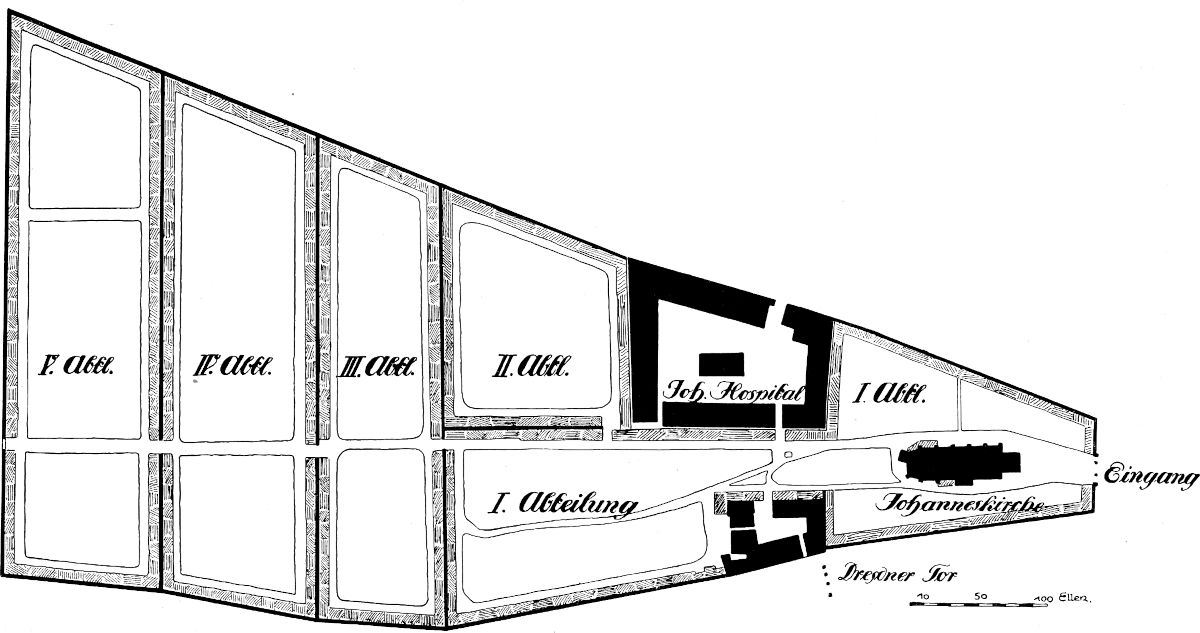 V. Abtl.
IV. Abtl.
III. Abtl.
II. Abtl.
Joh. Hospital
I. Abtl.
Eingang
I. Abteilung
Johanneskirche
Dresdner Tor
10 50 100 Ellen.